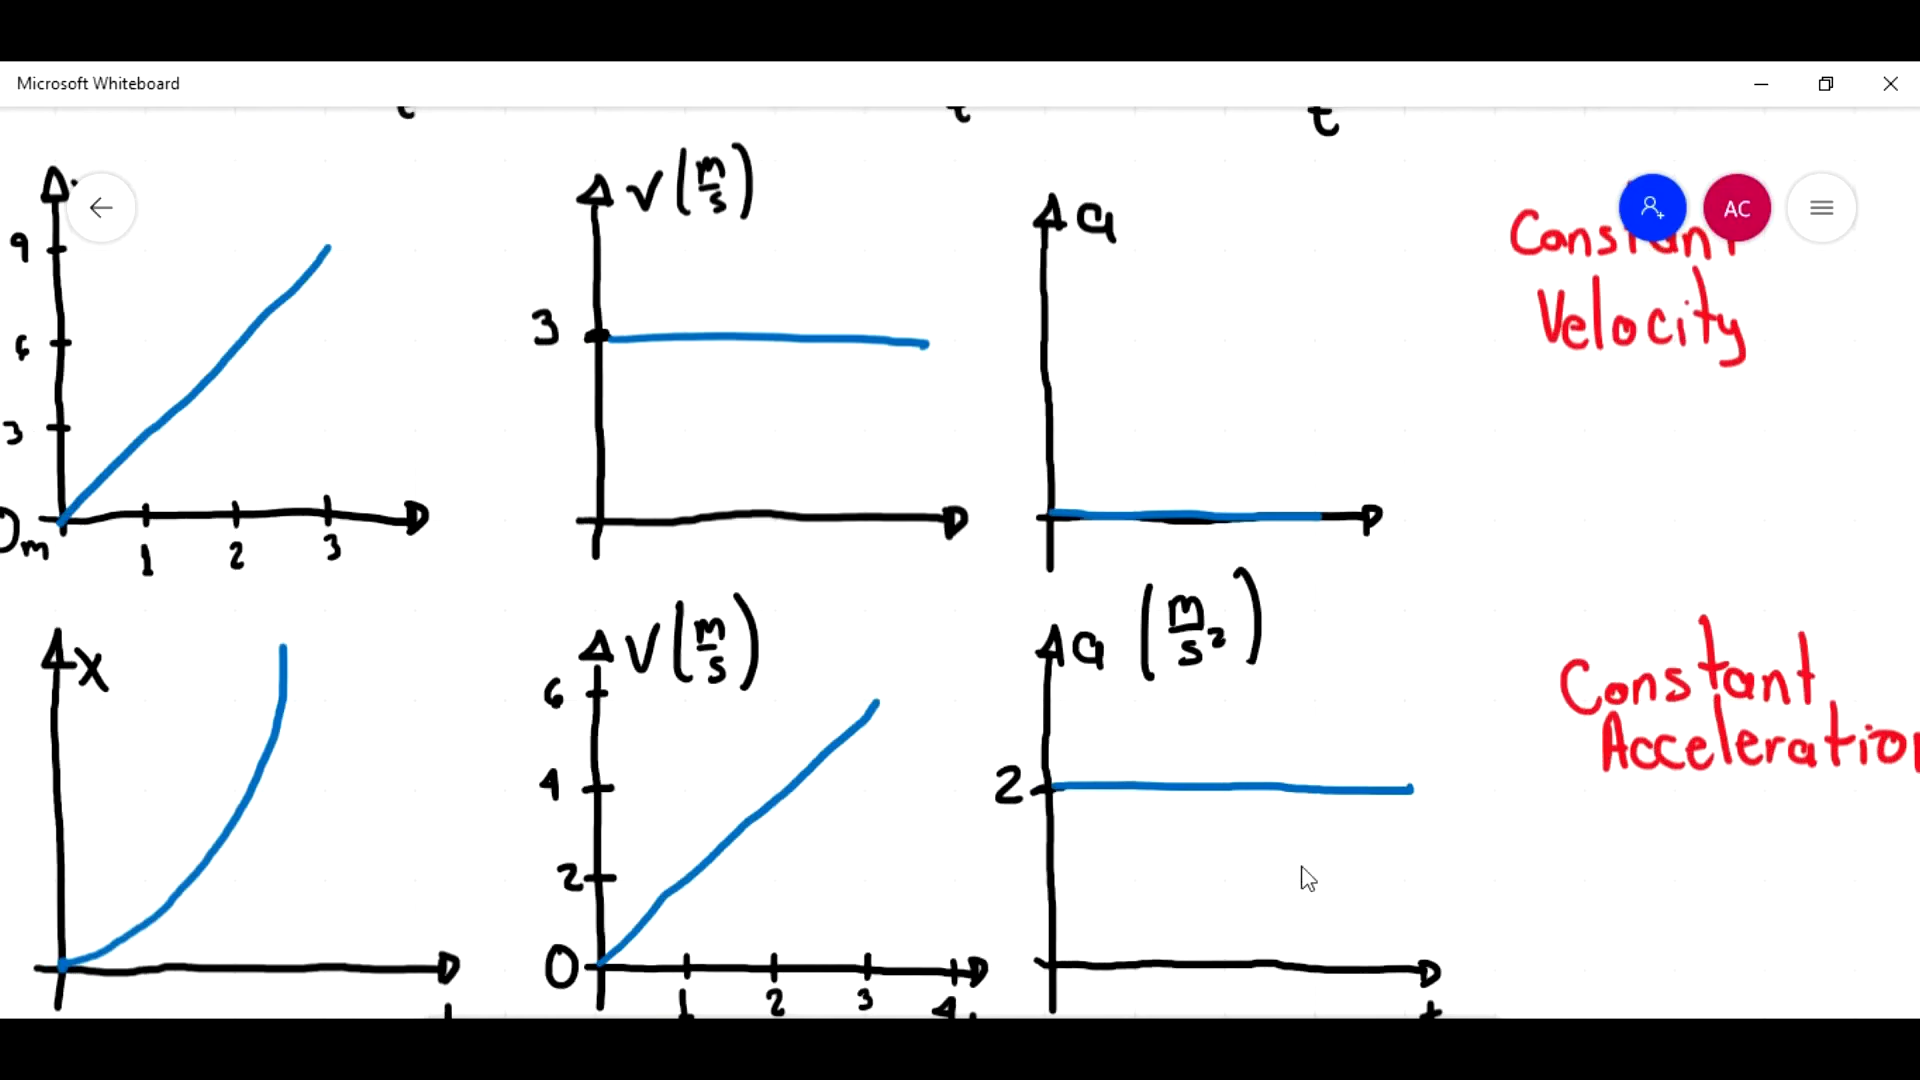 Microsoft Whiteboard
t t t
V (m/s)
a
AC
Constant
Velocity
9
6
3
0m
1 2 3
3
x
V (m/s)
a (m/s²)
Constant
Acceleration
6
4
2
0
1 2 3 4
2
t